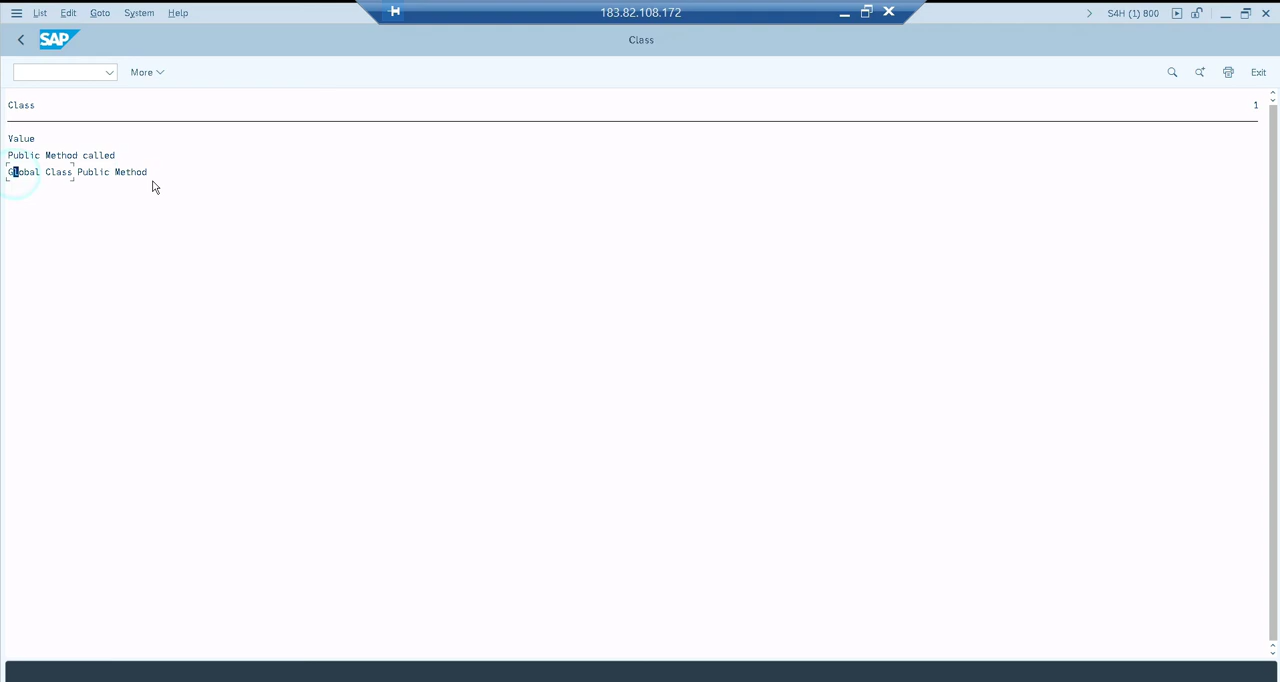 List Edit Goto System Help 183.82.108.172 S4H (1) 800
SAP Class
More Exit
Class 1
Value
Public Method called
Global Class Public Method